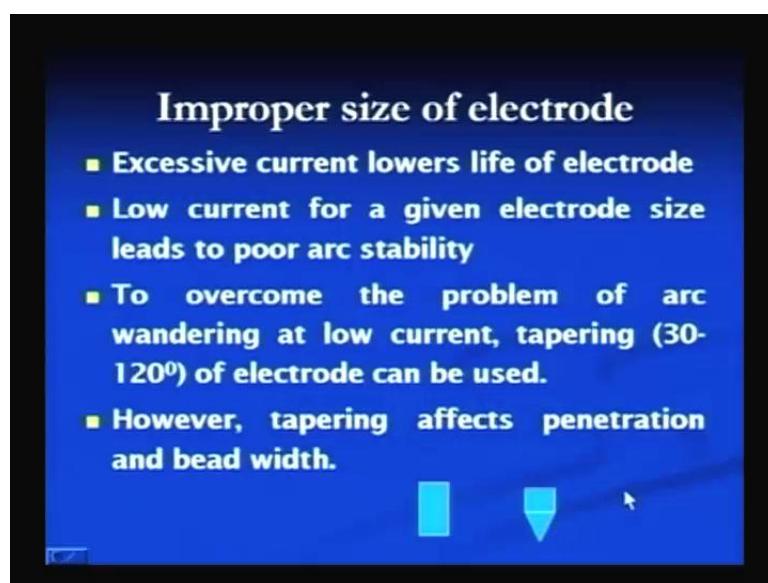 Improper size of electrode
Excessive current lowers life of electrode
Low current for a given electrode size
leads to poor arc stability
To overcome the problem of arc
wandering at low current, tapering (30-
120⁰) of electrode can be used.
However, tapering affects penetration
and bead width.